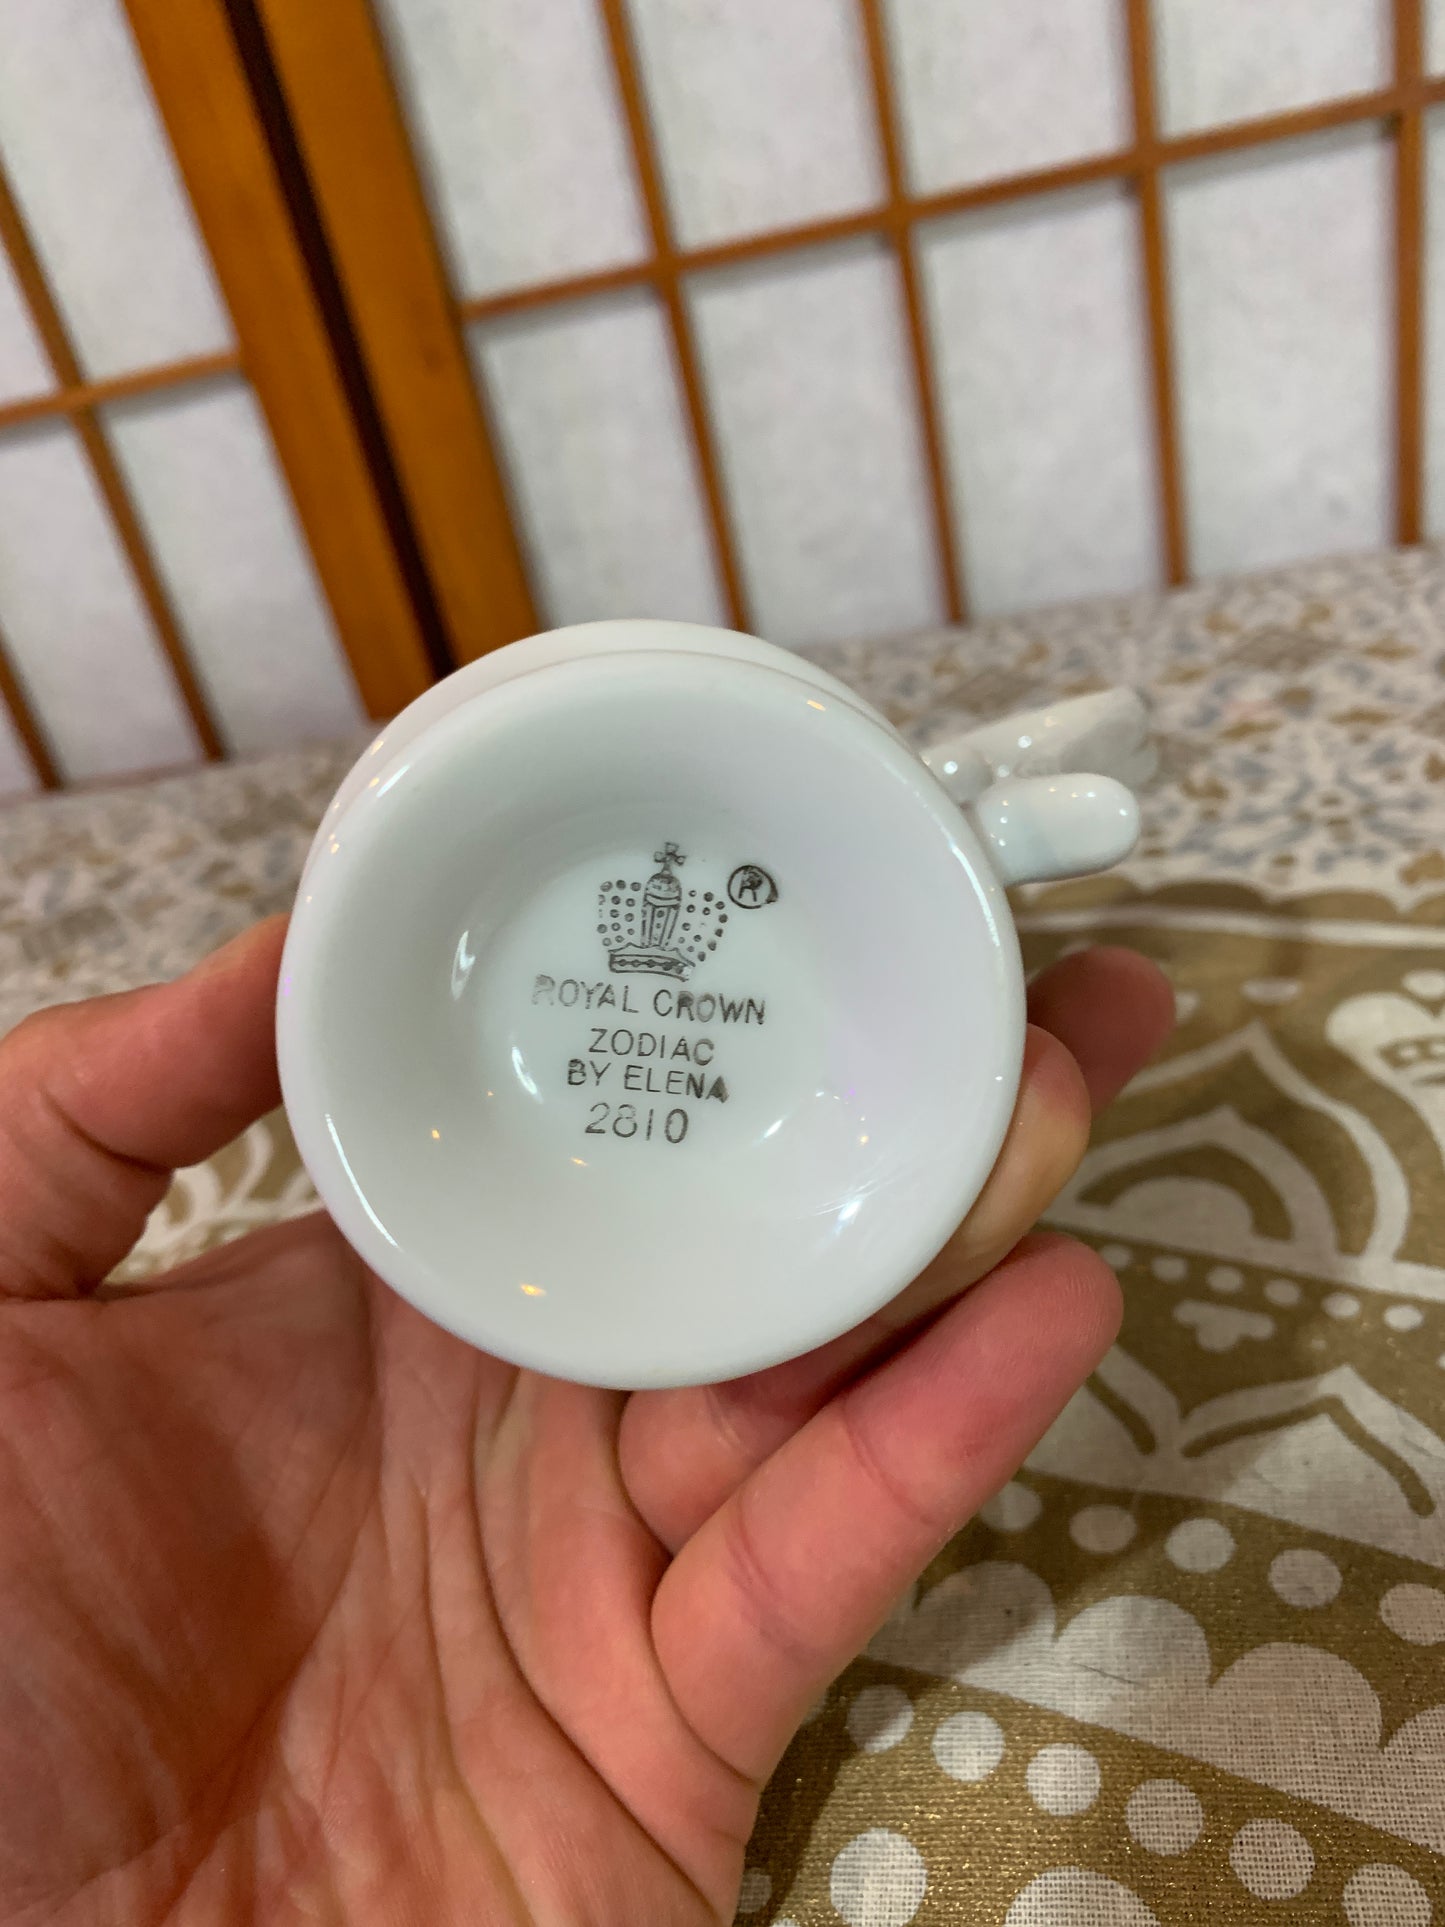 ®
ROYAL CROWN
ZODIAC
BY ELENA
2810